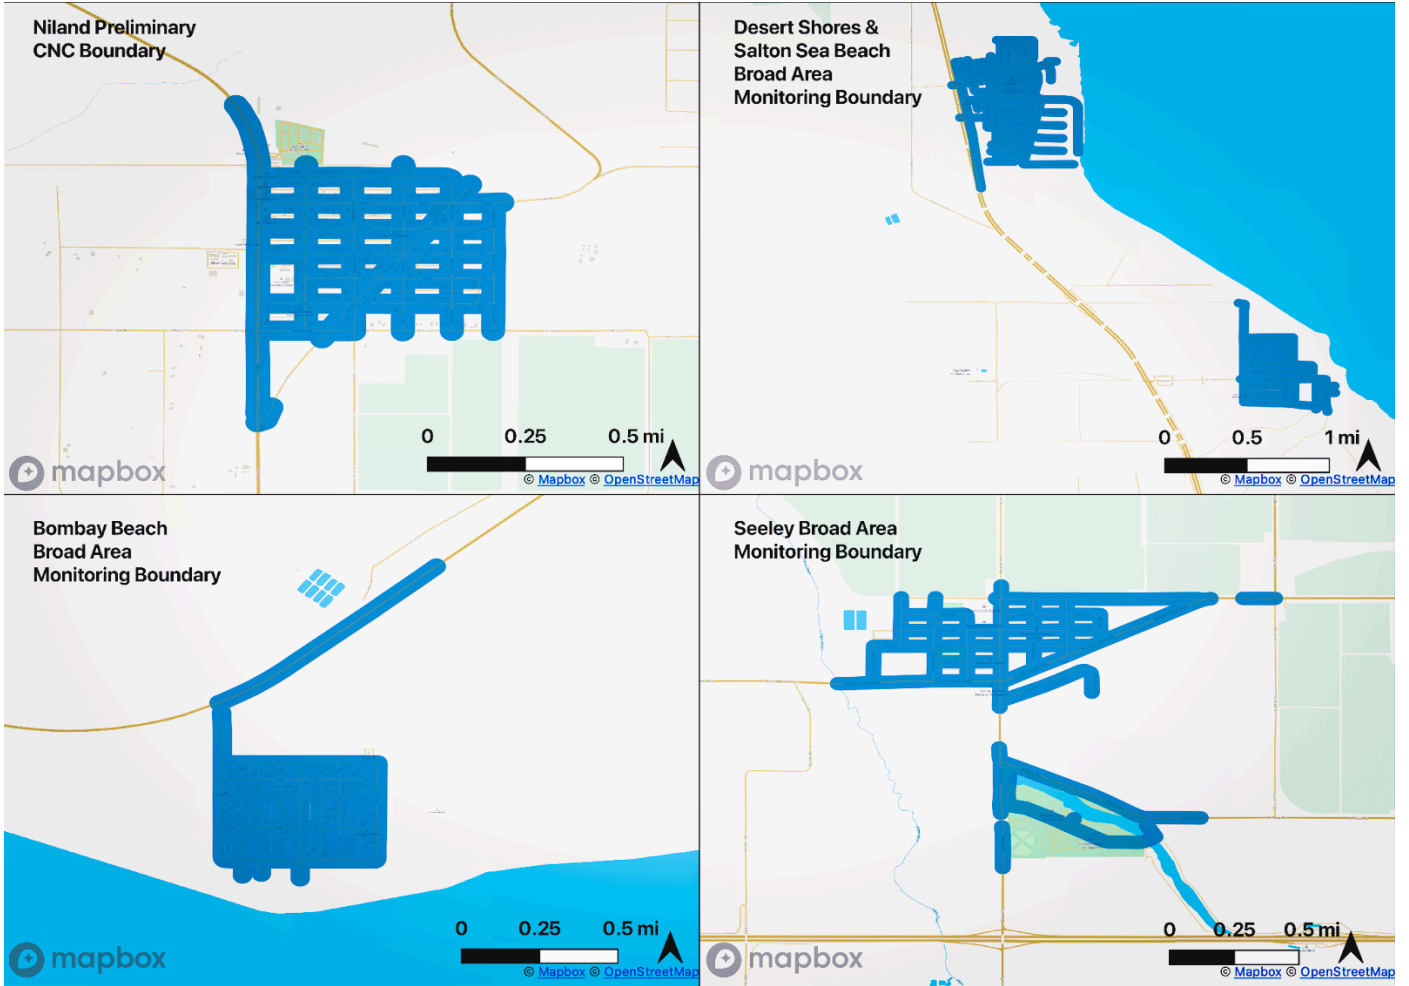 Niland Preliminary
CNC Boundary
0 0.25 0.5 mi
mapbox
© Mapbox © OpenStreetMap
Desert Shores &
Salton Sea Beach
Broad Area
Monitoring Boundary
0 0.5 1 mi
mapbox
© Mapbox © OpenStreetMap
Bombay Beach
Broad Area
Monitoring Boundary
0 0.25 0.5 mi
mapbox
© Mapbox © OpenStreetMap
Seeley Broad Area
Monitoring Boundary
0 0.25 0.5 mi
mapbox
© Mapbox © OpenStreetMap